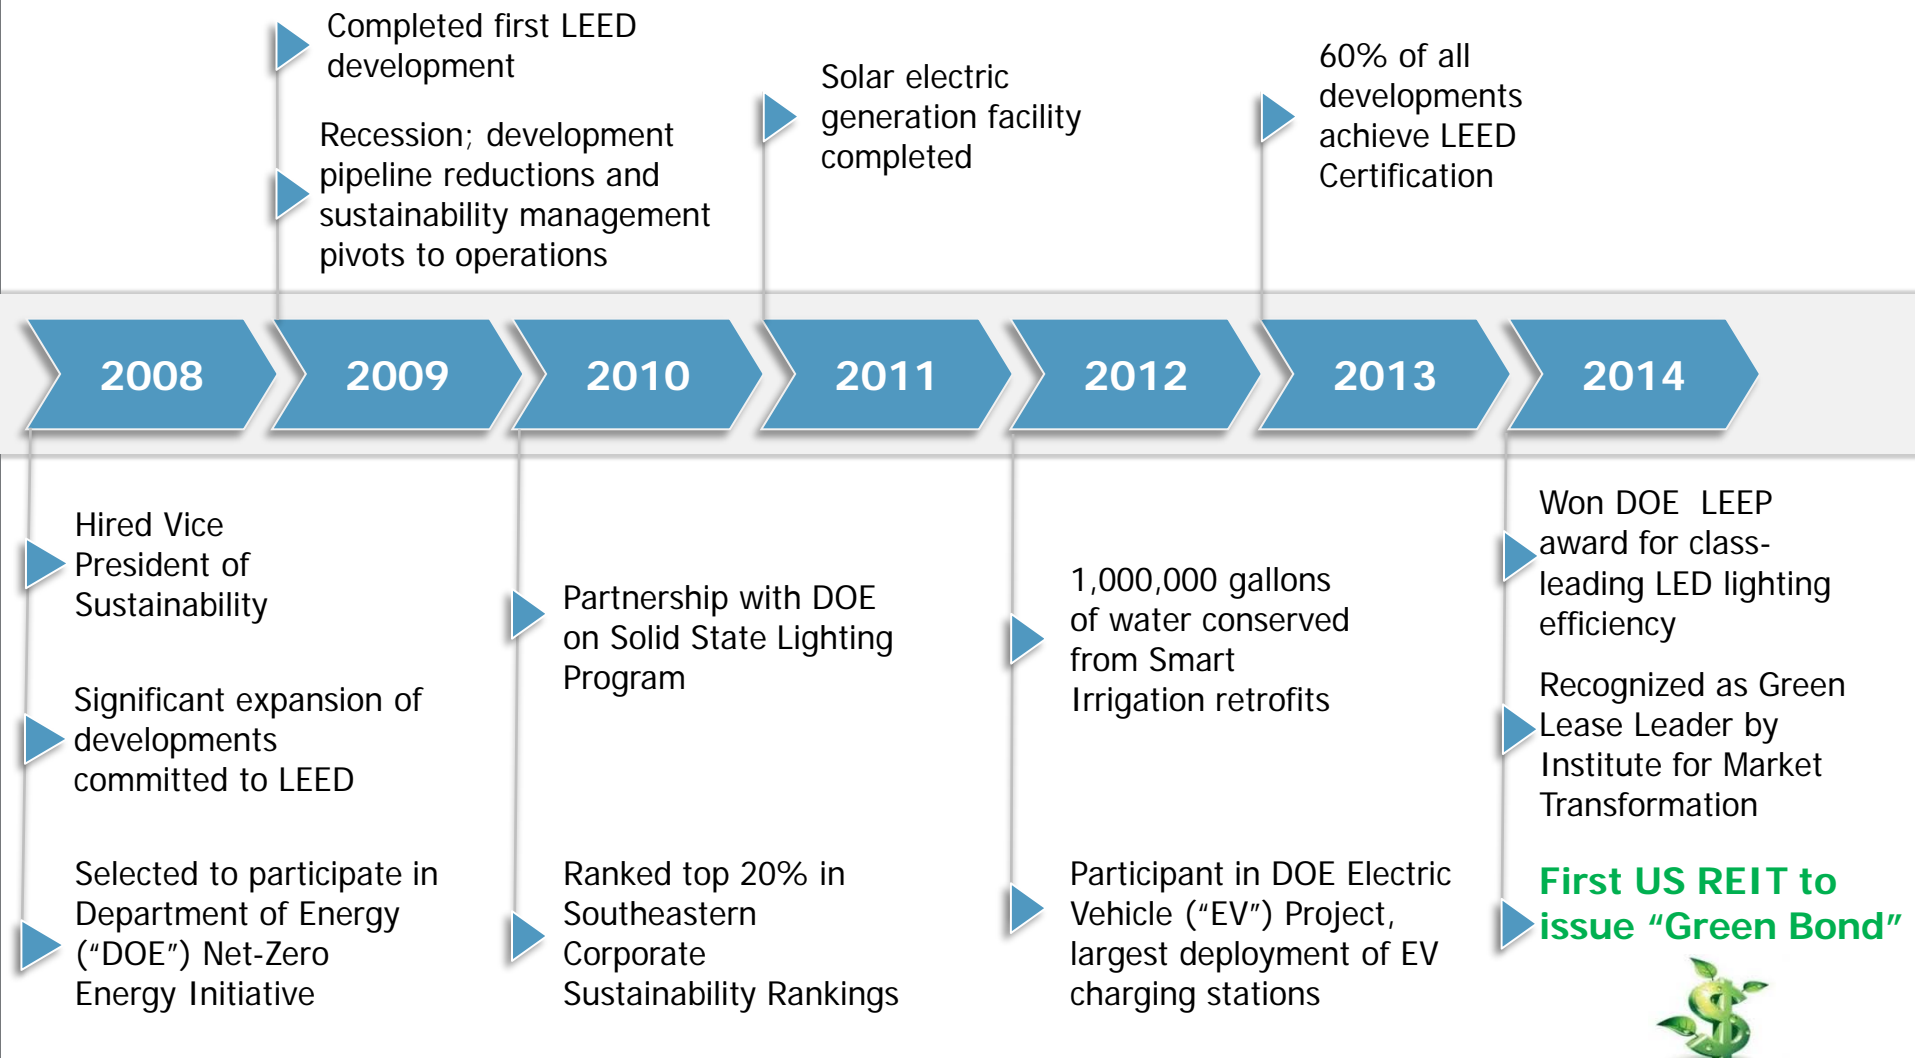 Completed first LEED
development
Recession; development
pipeline reductions and
sustainability management
pivots to operations
Solar electric
generation facility
completed
60% of all
developments
achieve LEED
Certification
2008
2009
2010
2011
2012
2013
2014
Hired Vice
President of
Sustainability
Significant expansion of
developments
committed to LEED
Selected to participate in
Department of Energy
(“DOE”) Net-Zero
Energy Initiative
Partnership with DOE
on Solid State Lighting
Program
Ranked top 20% in
Southeastern
Corporate
Sustainability Rankings
1,000,000 gallons
of water conserved
from Smart
Irrigation retrofits
Participant in DOE Electric
Vehicle (“EV”) Project,
largest deployment of EV
charging stations
Won DOE  LEEP
award for class-
leading LED lighting
efficiency
Recognized as Green
Lease Leader by
Institute for Market
Transformation
First US REIT to
issue “Green Bond”
$